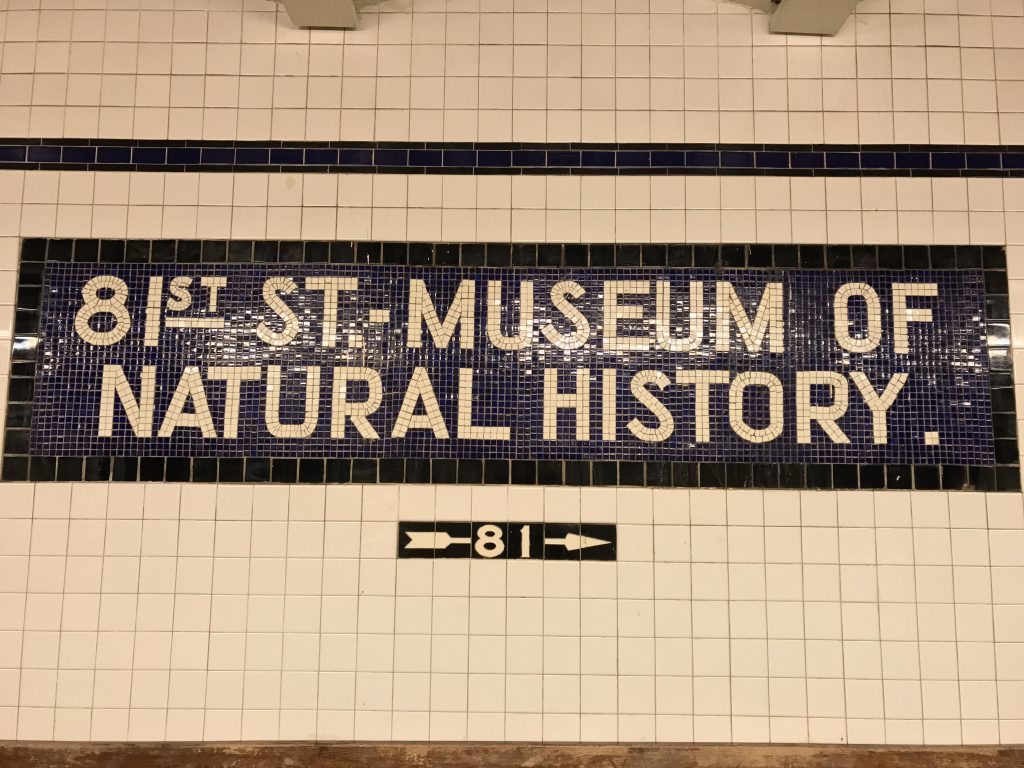 81ST ST.-MUSEUM OF
NATURAL HISTORY.
81